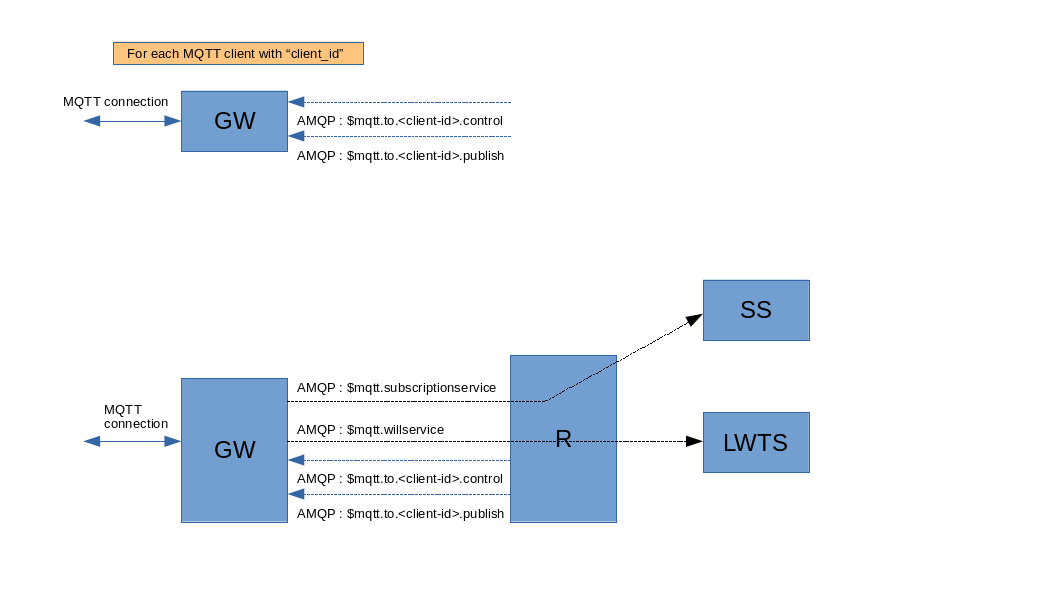 For each MQTT client with “client_id”
MQTT connection
GW
AMQP : $mqtt.to.<client-id>.control
AMQP : $mqtt.to.<client-id>.publish
SS
AMQP : $mqtt.subscriptionservice
MQTT
connection
AMQP : $mqtt.willservice
GW
R
LWTS
AMQP : $mqtt.to.<client-id>.control
AMQP : $mqtt.to.<client-id>.publish